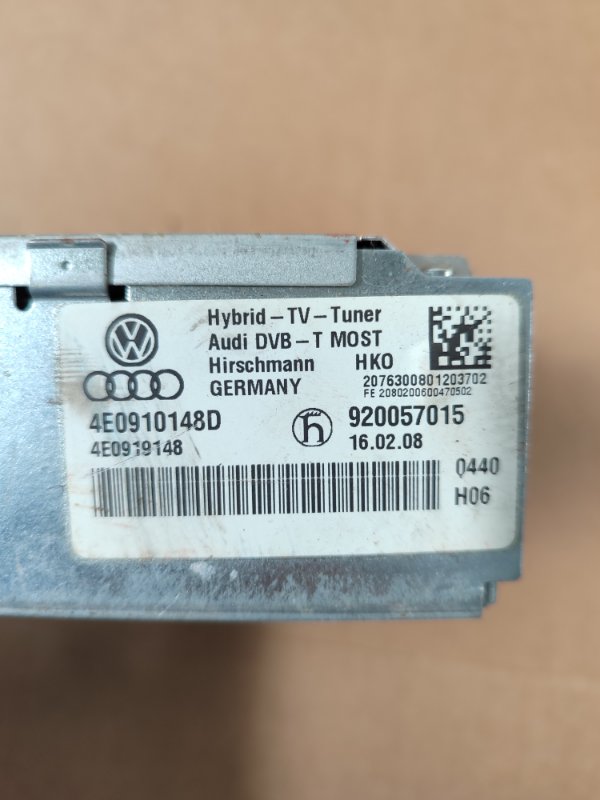 Hybrid-TV-Tuner
Audi DVB-T MOST
Hirschmann HKO
GERMANY
2076300801203702
FE 2080200600470502
4E0910148D
920057015
4E0919148
16.02.08
0440
H06